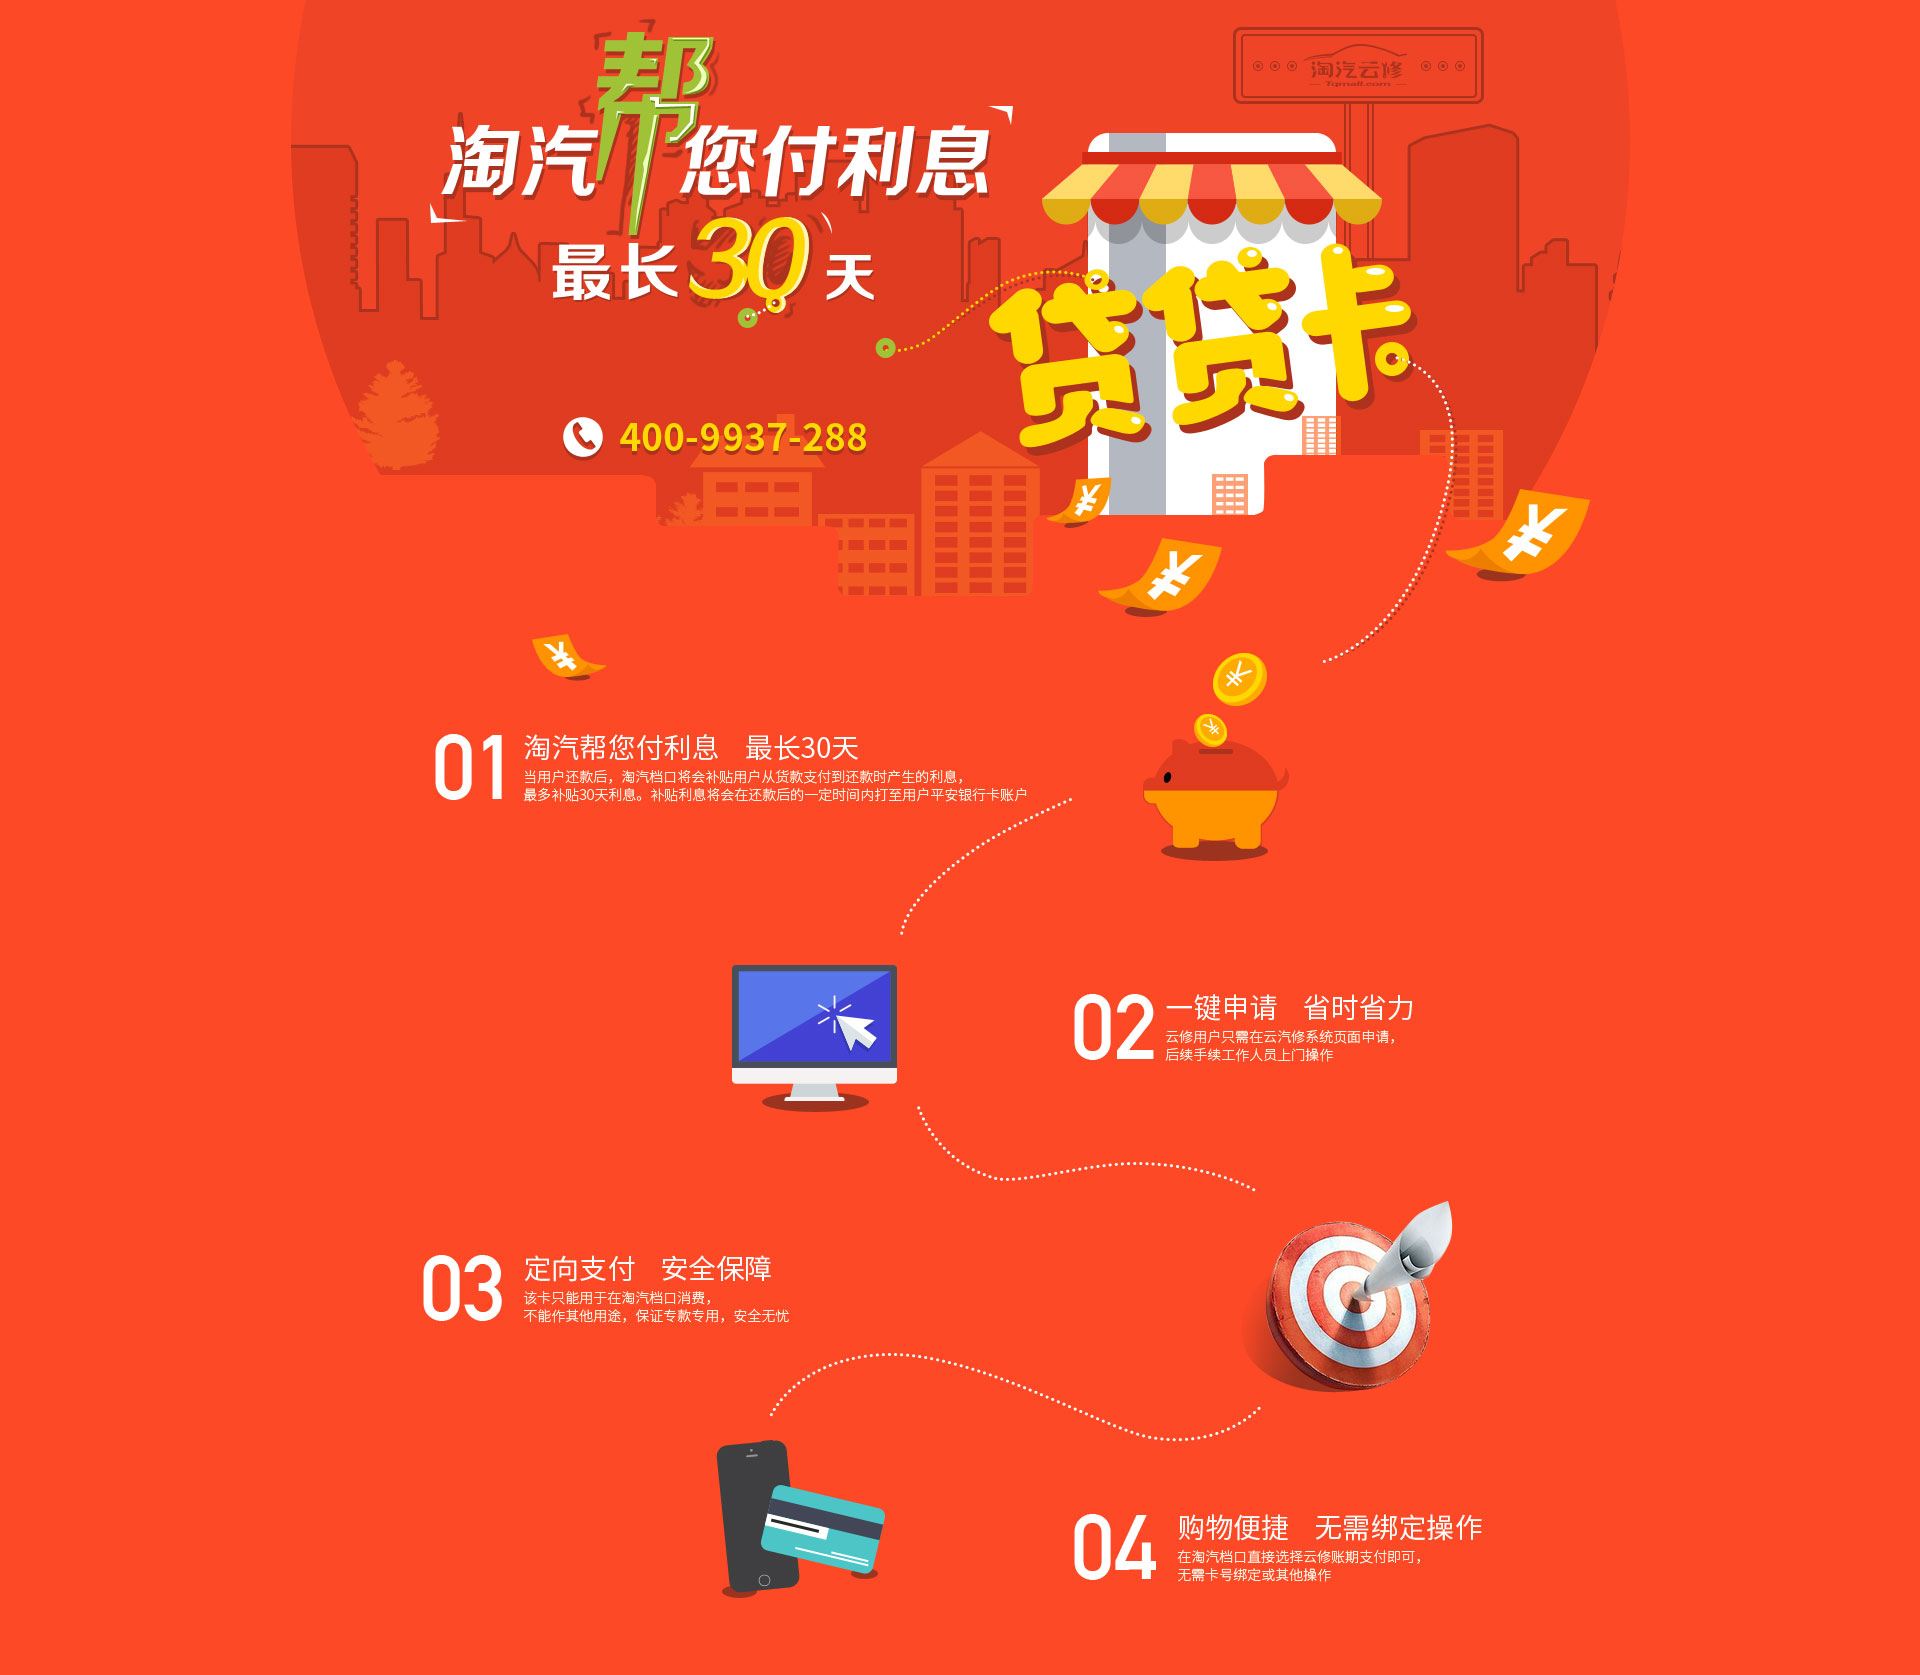 淘汽云修
Tqmall.com
淘汽帮您付利息
最长30天
贷贷卡
400-9937-288
¥
¥
¥
¥
¥
¥
01 淘汽帮您付利息 最长30天
当用户还款后，淘汽档口将会补贴用户从货款支付到还款时产生的利息，
最多补贴30天利息。补贴利息将会在还款后的一定时间内打至用户平安银行卡账户
02 一键申请 省时省力
云修用户只需在云汽修系统页面申请，
后续手续工作人员上门操作
03 定向支付 安全保障
该卡只能用于在淘汽档口消费，
不能作其他用途，保证专款专用，安全无忧
04 购物便捷 无需绑定操作
在淘汽档口直接选择云修账期支付即可，
无需卡号绑定或其他操作